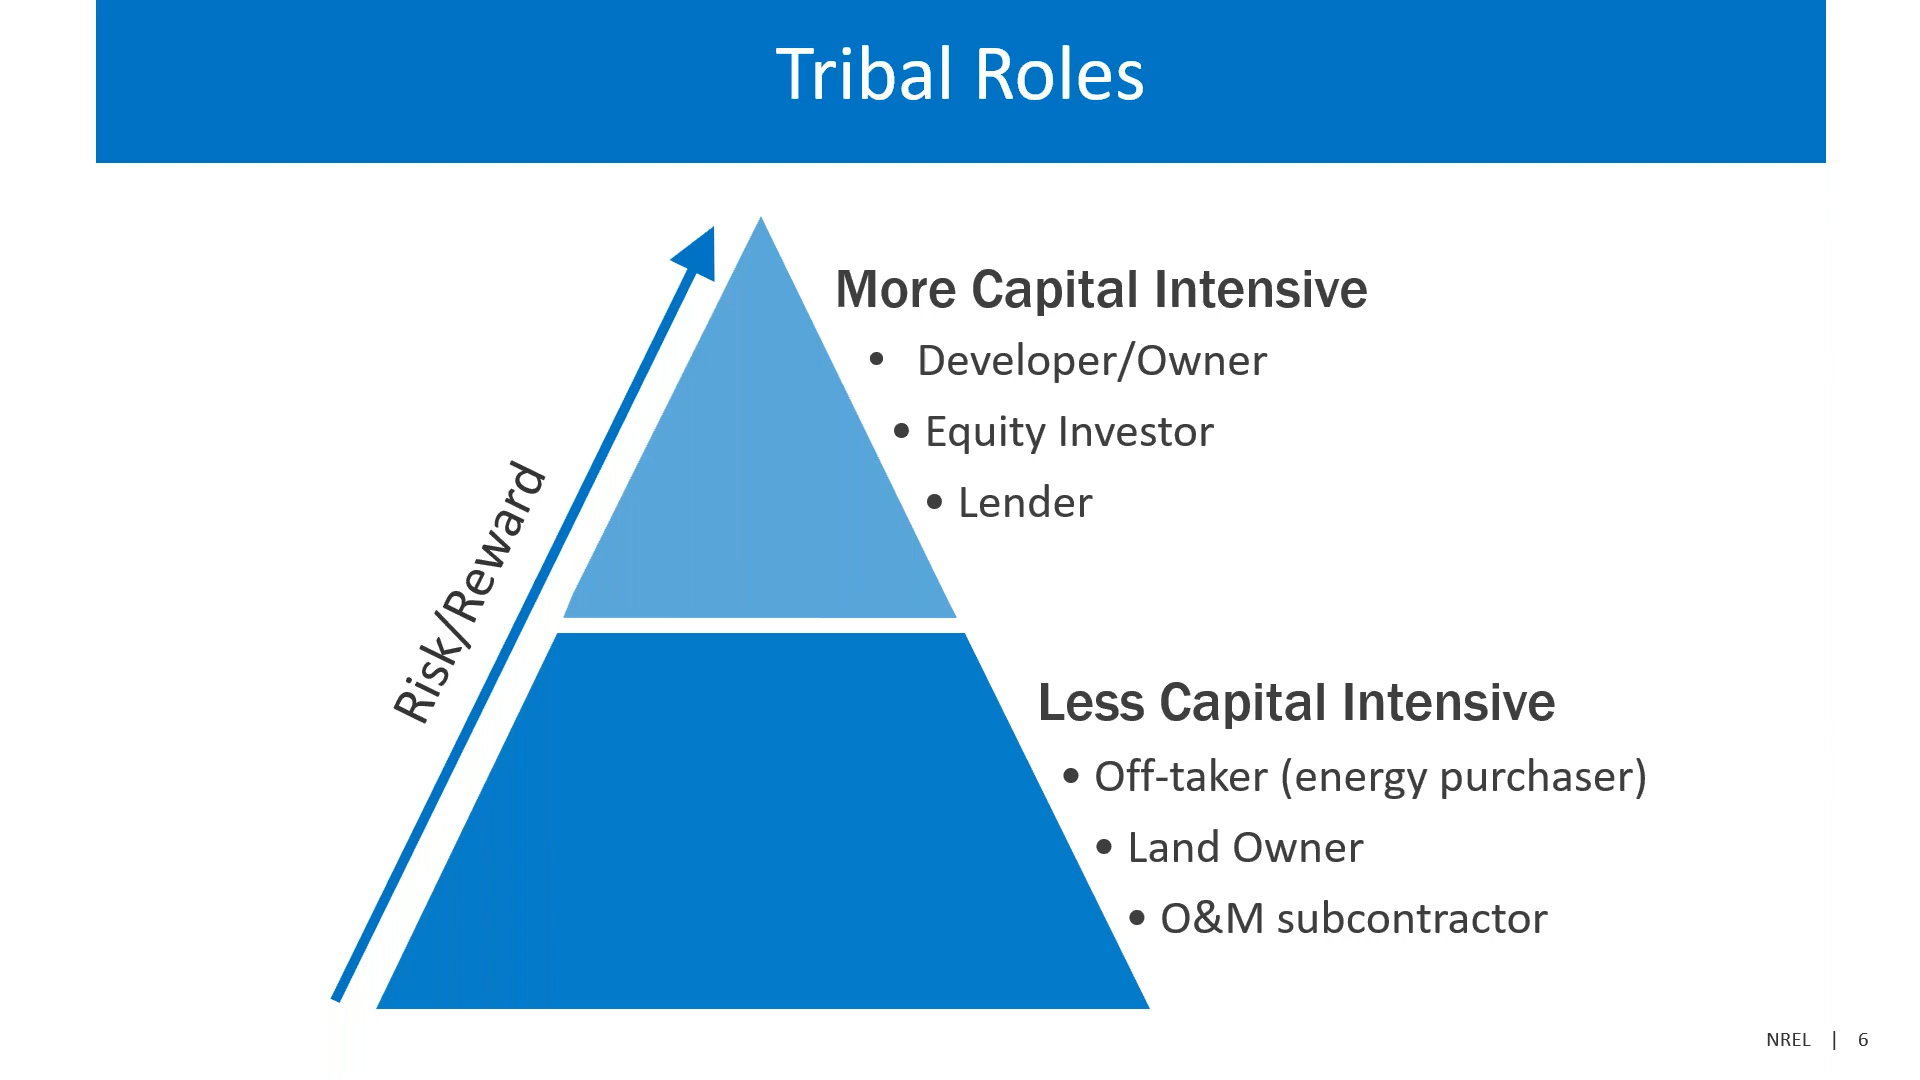 Tribal Roles
More Capital Intensive
• Developer/Owner
• Equity Investor
• Lender
Risk/Reward
Less Capital Intensive
• Off-taker (energy purchaser)
• Land Owner
• O&M subcontractor
NREL | 6